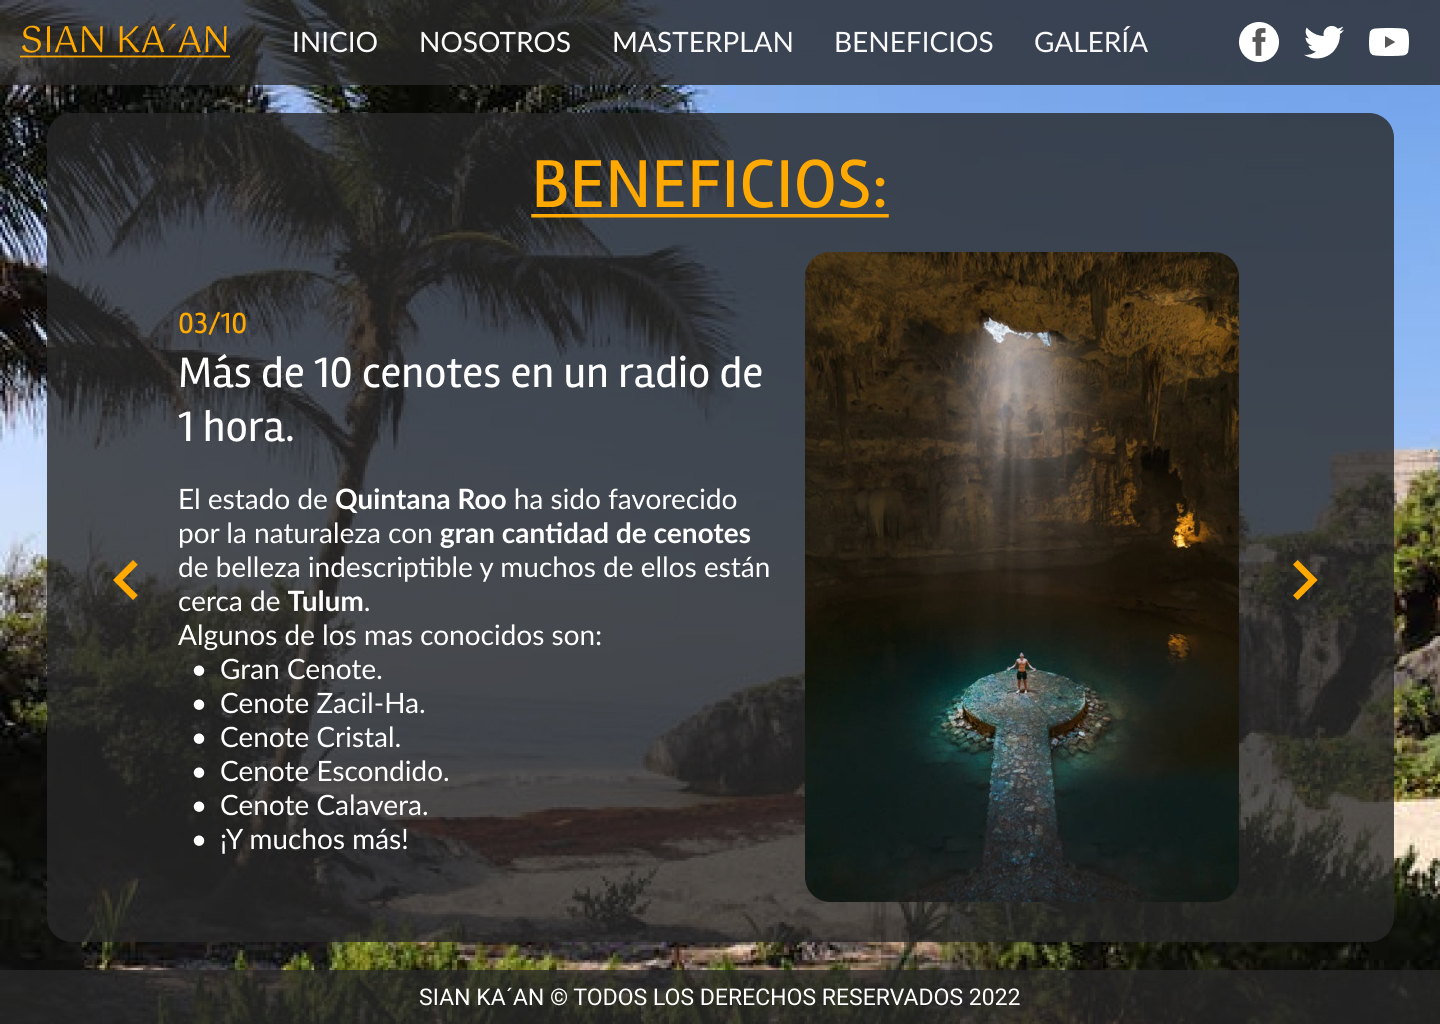 SIAN KA´AN
INICIO
NOSOTROS
MASTERPLAN
BENEFICIOS
GALERÍA
BENEFICIOS:
03/10
Más de 10 cenotes en un radio de
1 hora.
El estado de Quintana Roo ha sido favorecido
por la naturaleza con gran cantidad de cenotes
de belleza indescriptible y muchos de ellos están
cerca de Tulum.
Algunos de los mas conocidos son:
• Gran Cenote.
• Cenote Zacil-Ha.
• Cenote Cristal.
• Cenote Escondido.
• Cenote Calavera.
• ¡Y muchos más!
SIAN KA´AN © TODOS LOS DERECHOS RESERVADOS 2022